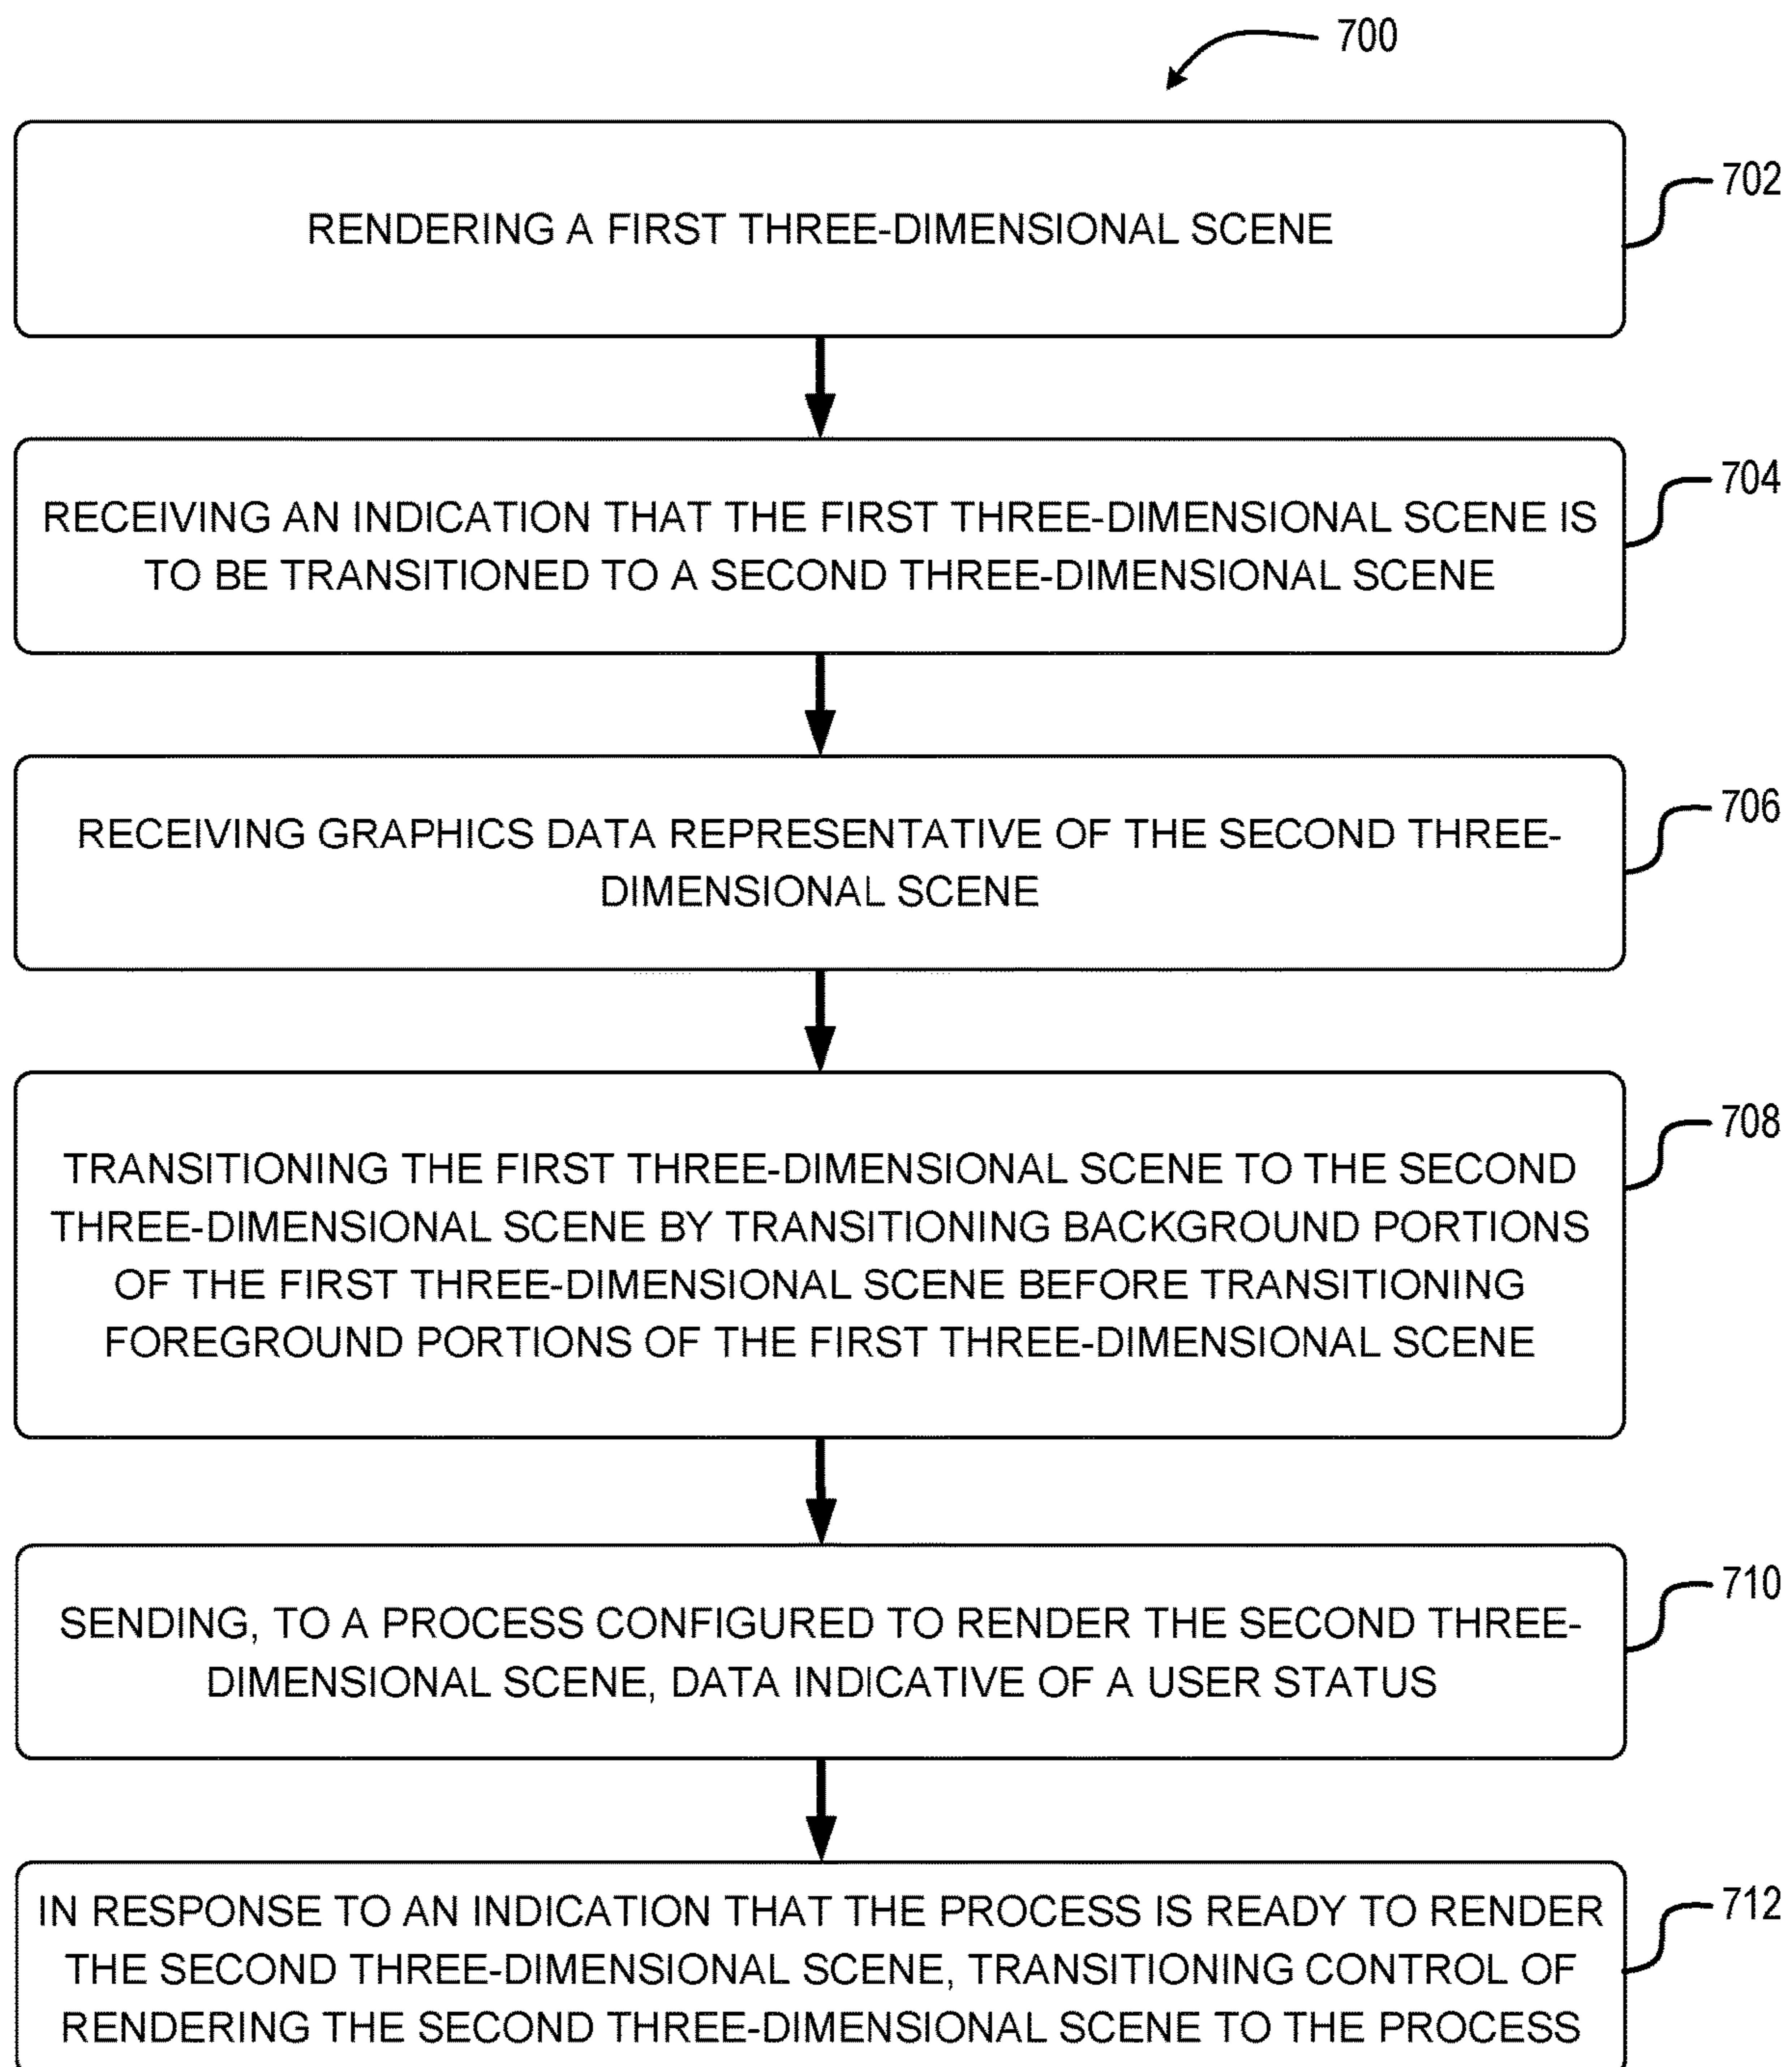 700
RENDERING A FIRST THREE-DIMENSIONAL SCENE
702
RECEIVING AN INDICATION THAT THE FIRST THREE-DIMENSIONAL SCENE IS
TO BE TRANSITIONED TO A SECOND THREE-DIMENSIONAL SCENE
704
RECEIVING GRAPHICS DATA REPRESENTATIVE OF THE SECOND THREE-
DIMENSIONAL SCENE
706
TRANSITIONING THE FIRST THREE-DIMENSIONAL SCENE TO THE SECOND
THREE-DIMENSIONAL SCENE BY TRANSITIONING BACKGROUND PORTIONS
OF THE FIRST THREE-DIMENSIONAL SCENE BEFORE TRANSITIONING
FOREGROUND PORTIONS OF THE FIRST THREE-DIMENSIONAL SCENE
708
SENDING, TO A PROCESS CONFIGURED TO RENDER THE SECOND THREE-
DIMENSIONAL SCENE, DATA INDICATIVE OF A USER STATUS
710
IN RESPONSE TO AN INDICATION THAT THE PROCESS IS READY TO RENDER
THE SECOND THREE-DIMENSIONAL SCENE, TRANSITIONING CONTROL OF
RENDERING THE SECOND THREE-DIMENSIONAL SCENE TO THE PROCESS
712